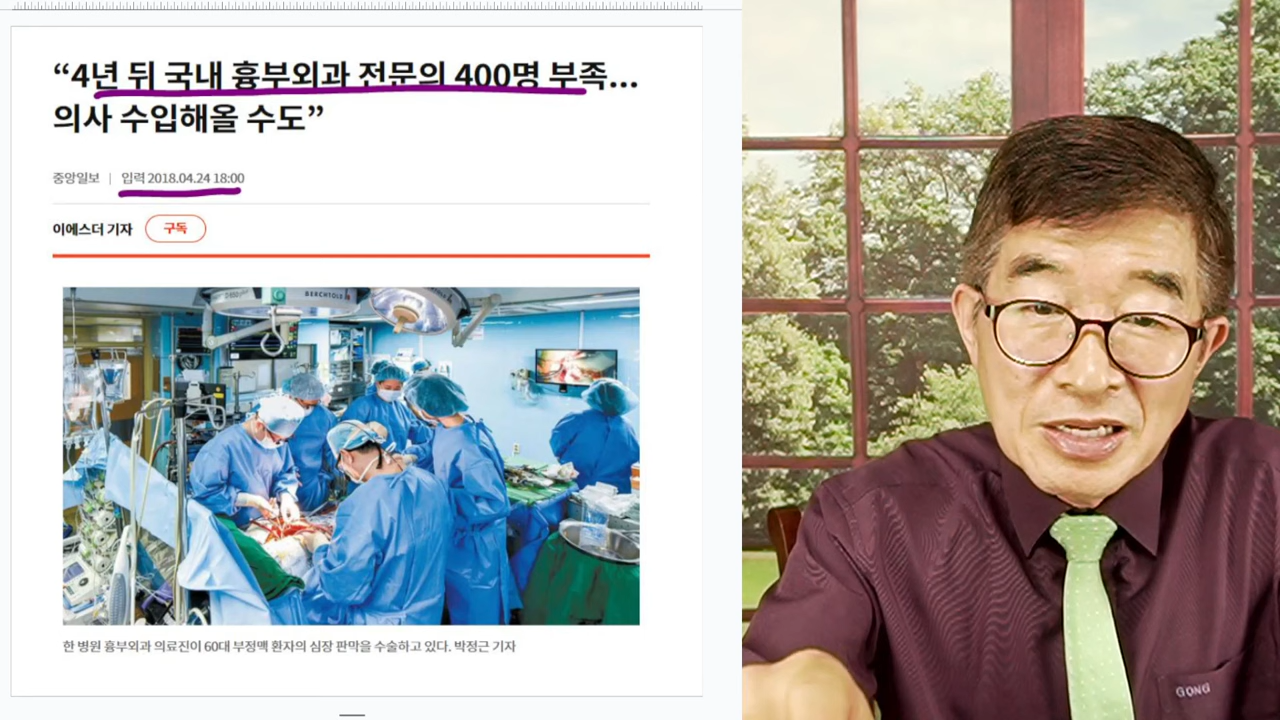 “4년 뒤 국내 흉부외과 전문의 400명 부족...
의사 수입해올 수도”
중앙일보 | 입력 2018.04.24 18:00
이에스더 기자 구독
BERCHTOLD
한 병원 흉부외과 의료진이 60대 부정맥 환자의 심장 판막을 수술하고 있다. 박정근 기자
GONG